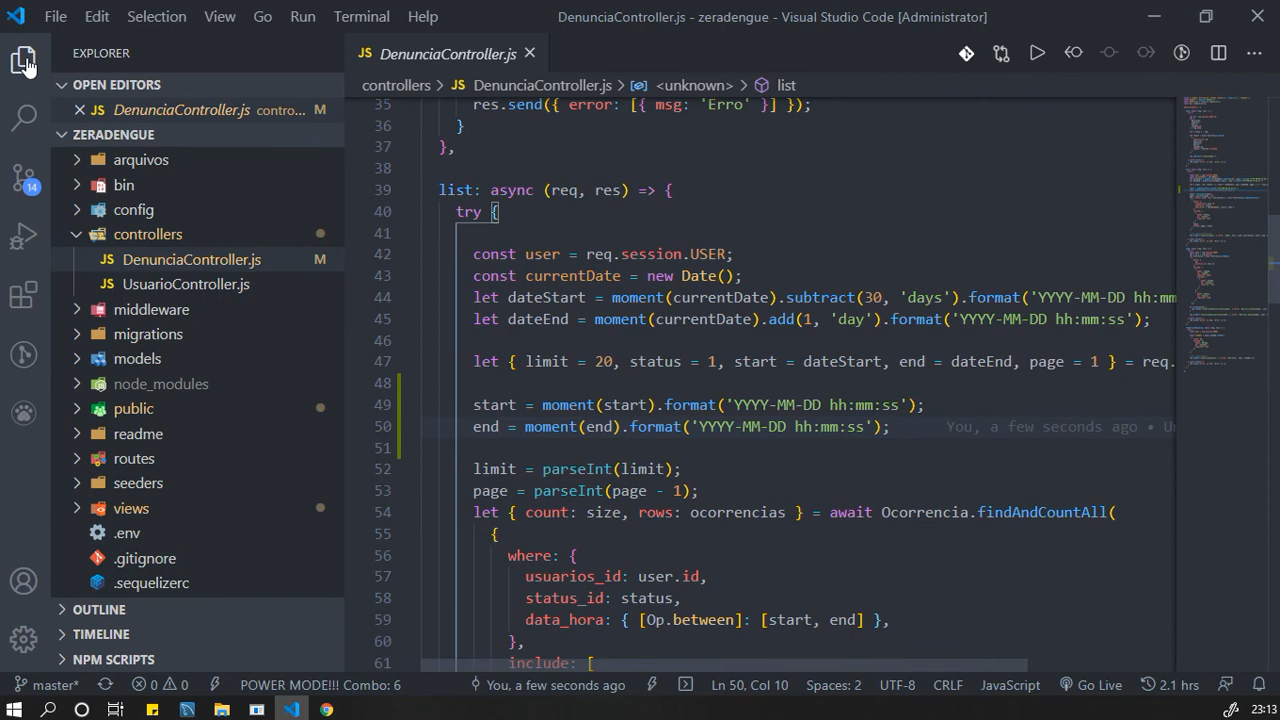 File Edit Selection View Go Run Terminal Help
DenunciaController.js - zeradengue - Visual Studio Code [Administrator]
EXPLORER
OPEN EDITORS
JS DenunciaController.js contro... M
ZERADENGUE
arquivos
bin
config
controllers
JS DenunciaController.js M
JS UsuarioController.js
middleware
migrations
models
node_modules
public
readme
routes
seeders
views
.env
.gitignore
.sequelizerc
OUTLINE
TIMELINE
NPM SCRIPTS
14
JS DenunciaController.js
controllers > JS DenunciaController.js > <unknown> > list
35 res.send({ error: [{ msg: 'Erro' }] });
36 }
37 },
38
39 list: async (req, res) => {
40 try {
41
42 const user = req.session.USER;
43 const currentDate = new Date();
44 let dateStart = moment(currentDate).subtract(30, 'days').format('YYYY-MM-DD hh:mm
45 let dateEnd = moment(currentDate).add(1, 'day').format('YYYY-MM-DD hh:mm:ss');
46
47 let { limit = 20, status = 1, start = dateStart, end = dateEnd, page = 1 } = req.
48
49 start = moment(start).format('YYYY-MM-DD hh:mm:ss');
50 end = moment(end).format('YYYY-MM-DD hh:mm:ss'); You, a few seconds ago • Un
51
52 limit = parseInt(limit);
53 page = parseInt(page - 1);
54 let { count: size, rows: ocorrencias } = await Ocorrencia.findAndCountAll(
55 {
56 where: {
57 usuarios_id: user.id,
58 status_id: status,
59 data_hora: { [Op.between]: [start, end] },
60 },
61 include: [
master* 0 0 POWER MODE!!! Combo: 6 You, a few seconds ago Ln 50, Col 10 Spaces: 2 UTF-8 CRLF JavaScript Go Live 2.1 hrs
23:13